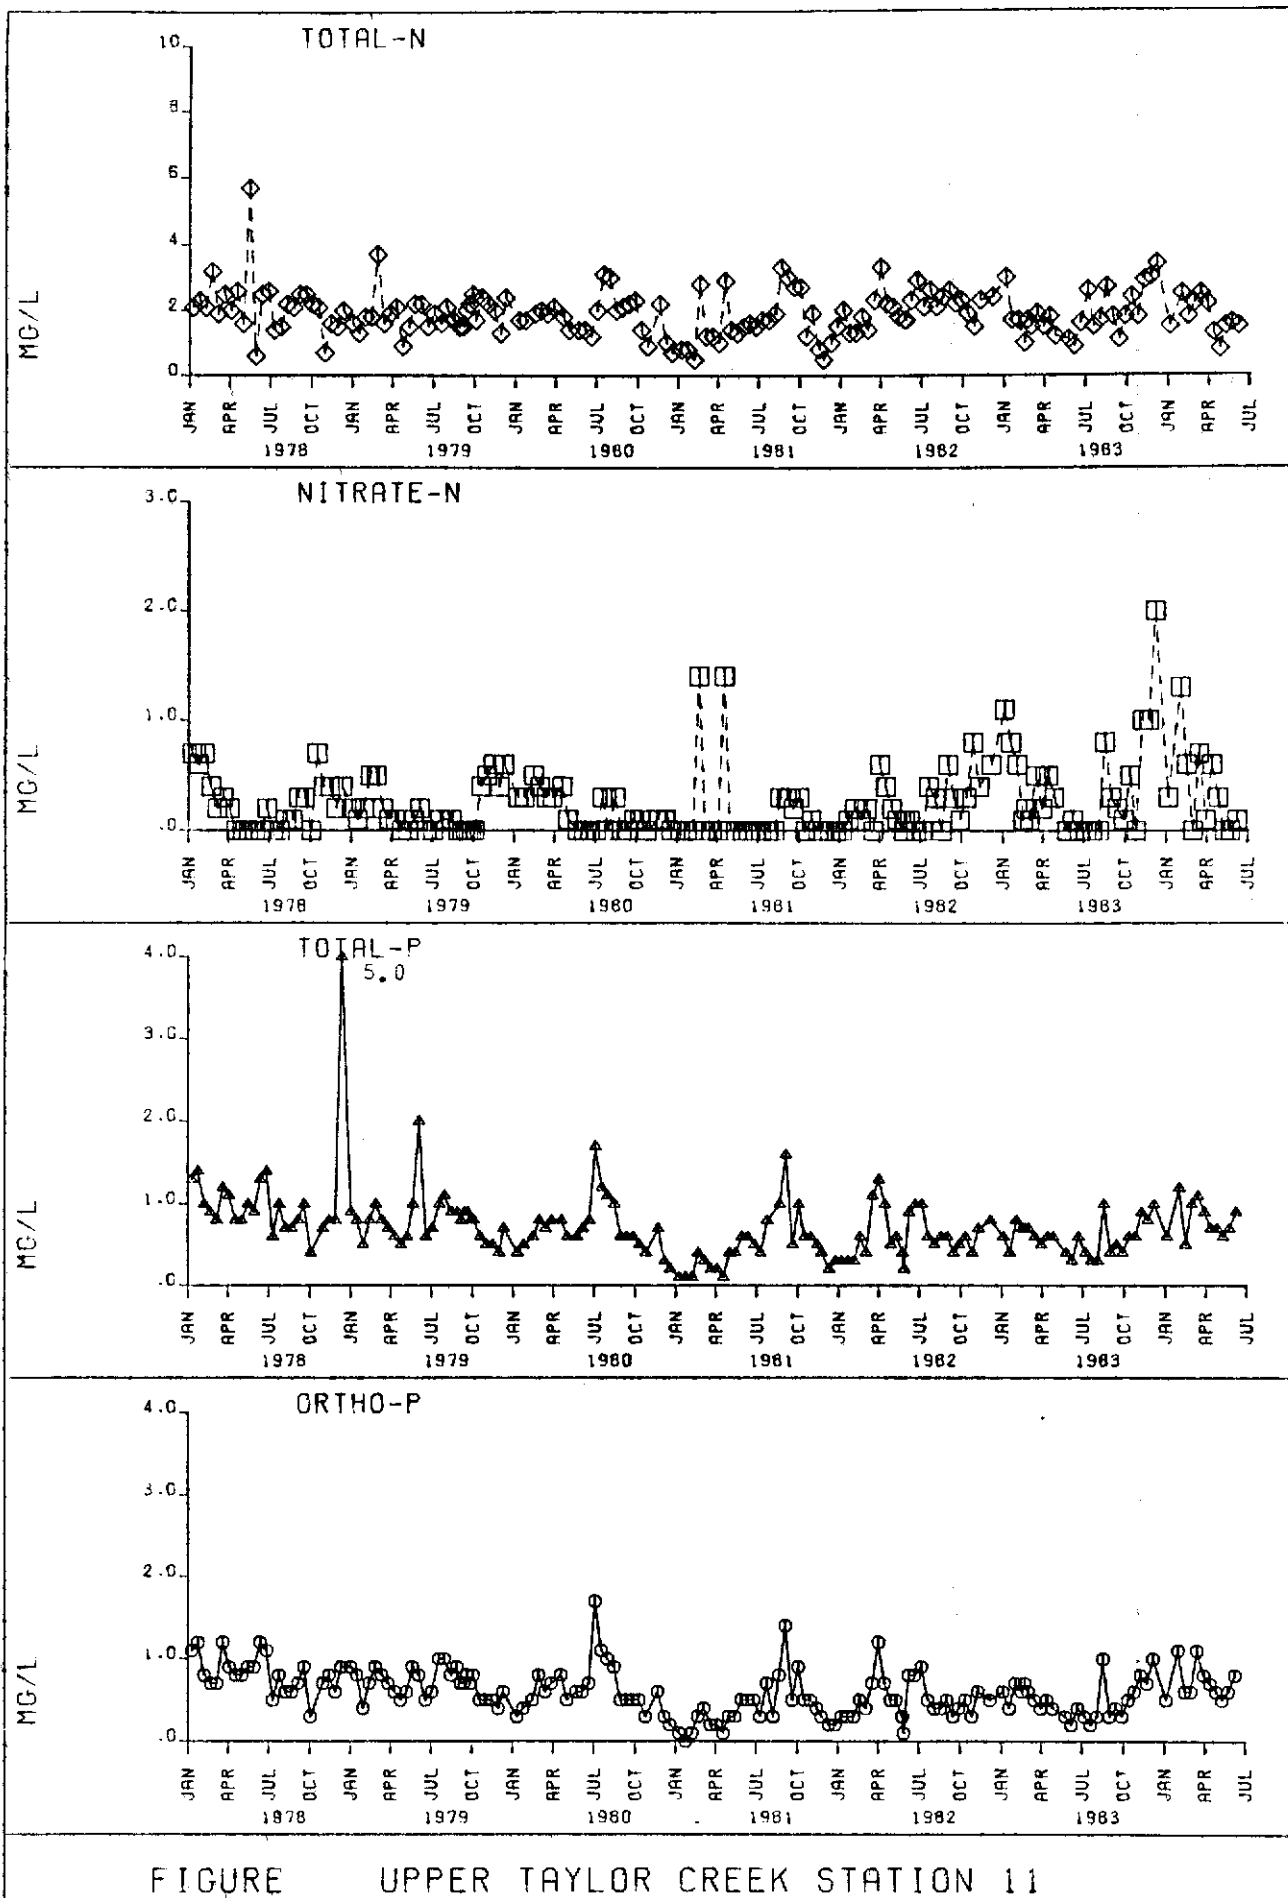 TOTAL-N
10.
8.
6.
4.
2.
0.
MG/L
JAN APR JUL OCT JAN APR JUL OCT JAN APR JUL OCT JAN APR JUL OCT JAN APR JUL OCT JAN APR JUL OCT JAN APR JUL
1978 1979 1980 1981 1982 1983
NITRATE-N
3.0
2.0
1.0
.0
MG/L
JAN APR JUL OCT JAN APR JUL OCT JAN APR JUL OCT JAN APR JUL OCT JAN APR JUL OCT JAN APR JUL OCT JAN APR JUL
1978 1979 1980 1981 1982 1983
TOTAL-P
5.0
4.0
3.0
2.0
1.0
.0
MG/L
JAN APR JUL OCT JAN APR JUL OCT JAN APR JUL OCT JAN APR JUL OCT JAN APR JUL OCT JAN APR JUL OCT JAN APR JUL
1978 1979 1980 1981 1982 1983
ORTHO-P
4.0
3.0
2.0
1.0
.0
MG/L
JAN APR JUL OCT JAN APR JUL OCT JAN APR JUL OCT JAN APR JUL OCT JAN APR JUL OCT JAN APR JUL OCT JAN APR JUL
1978 1979 1980 1981 1982 1983
FIGURE UPPER TAYLOR CREEK STATION 11